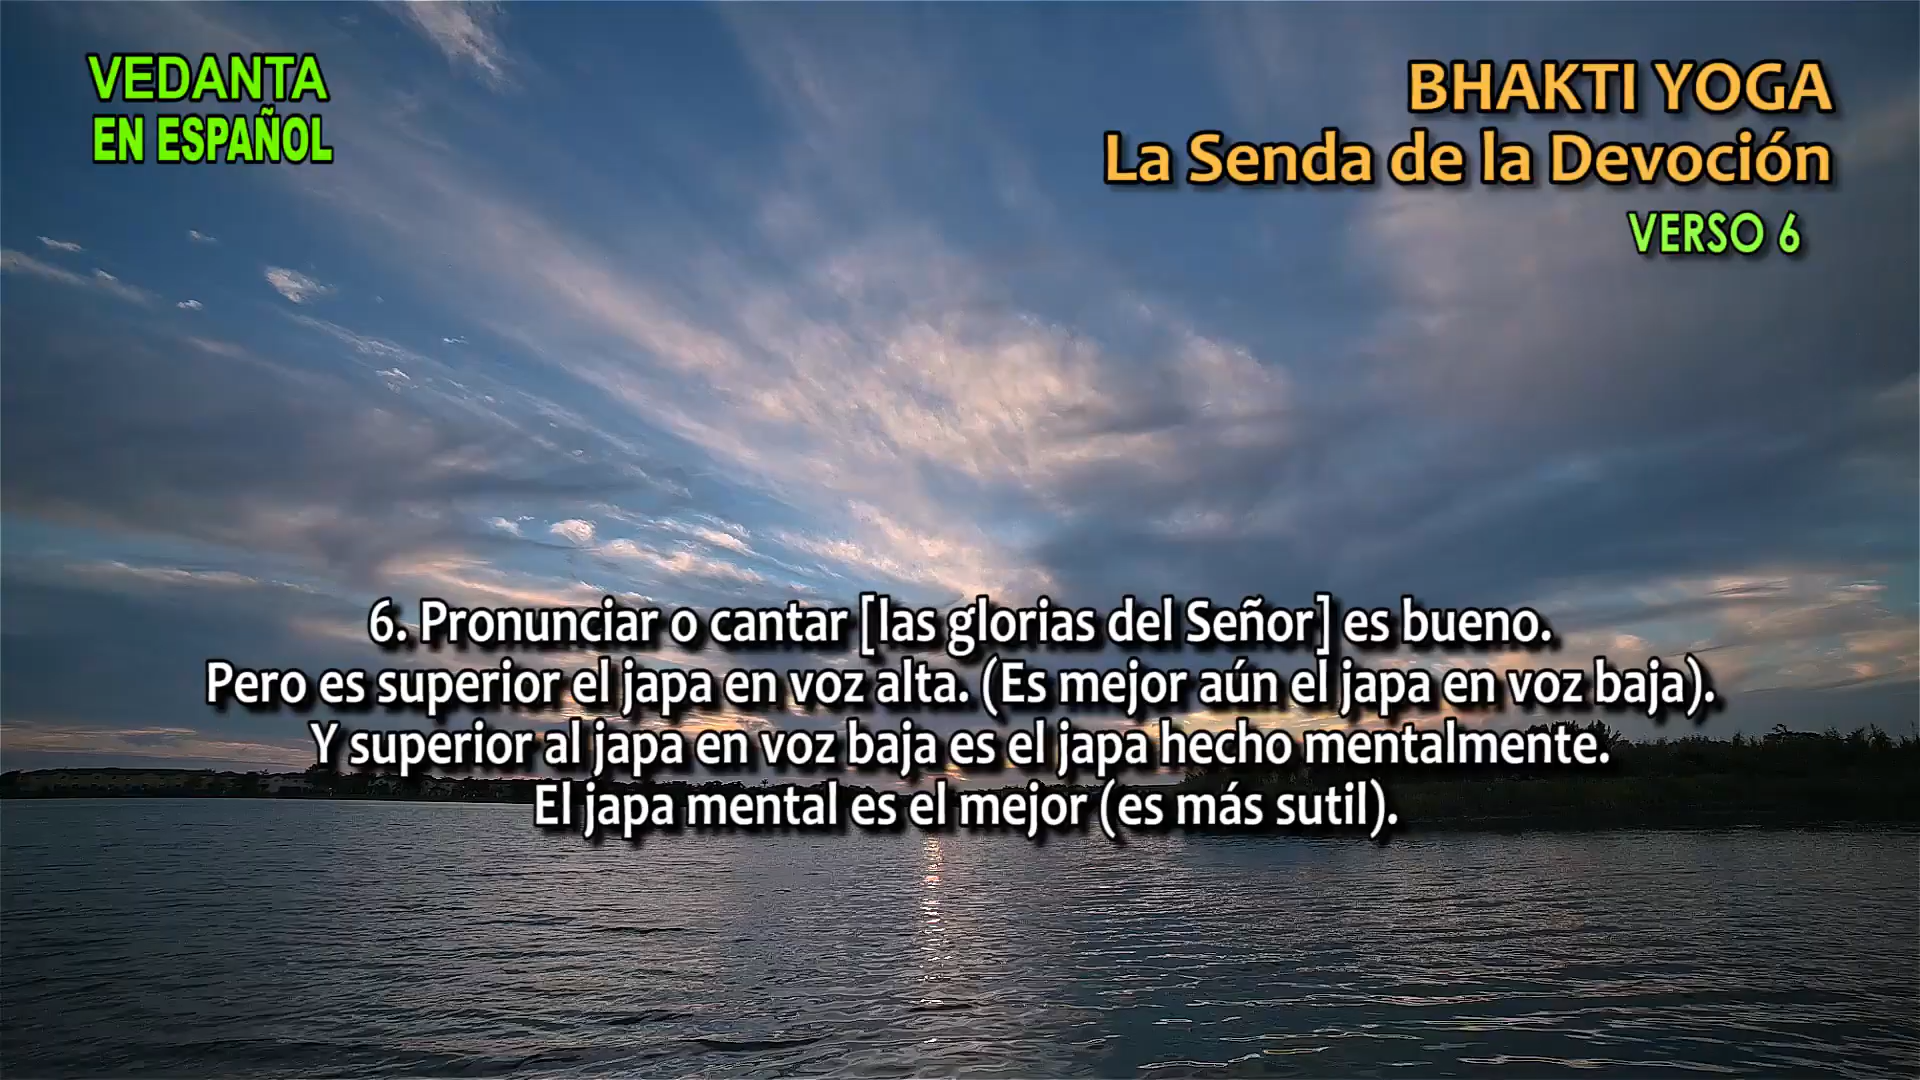 VEDANTA
EN ESPAÑOL
BHAKTI YOGA
La Senda de la Devoción
VERSO 6
6. Pronunciar o cantar [las glorias del Señor] es bueno.
Pero es superior el japa en voz alta. (Es mejor aún el japa en voz baja).
Y superior al japa en voz baja es el japa hecho mentalmente.
El japa mental es el mejor (es más sutil).